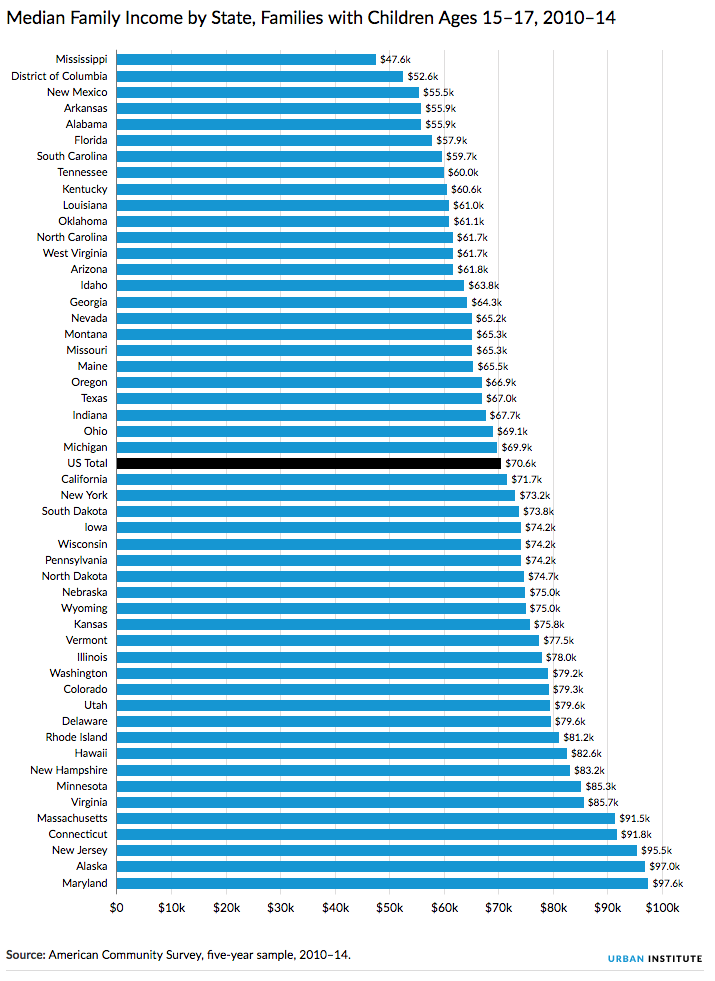 Median Family Income by State, Families with Children Ages 15–17, 2010–14
Mississippi $47.6k
District of Columbia $52.6k
New Mexico $55.5k
Arkansas $55.9k
Alabama $55.9k
Florida $57.9k
South Carolina $59.7k
Tennessee $60.0k
Kentucky $60.6k
Louisiana $61.0k
Oklahoma $61.1k
North Carolina $61.7k
West Virginia $61.7k
Arizona $61.8k
Idaho $63.8k
Georgia $64.3k
Nevada $65.2k
Montana $65.3k
Missouri $65.3k
Maine $65.5k
Oregon $66.9k
Texas $67.0k
Indiana $67.7k
Ohio $69.1k
Michigan $69.9k
US Total $70.6k
California $71.7k
New York $73.2k
South Dakota $73.8k
Iowa $74.2k
Wisconsin $74.2k
Pennsylvania $74.2k
North Dakota $74.7k
Nebraska $75.0k
Wyoming $75.0k
Kansas $75.8k
Vermont $77.5k
Illinois $78.0k
Washington $79.2k
Colorado $79.3k
Utah $79.6k
Delaware $79.6k
Rhode Island $81.2k
Hawaii $82.6k
New Hampshire $83.2k
Minnesota $85.3k
Virginia $85.7k
Massachusetts $91.5k
Connecticut $91.8k
New Jersey $95.5k
Alaska $97.0k
Maryland $97.6k
$0 $10k $20k $30k $40k $50k $60k $70k $80k $90k $100k
Source: American Community Survey, five-year sample, 2010–14.
URBAN INSTITUTE